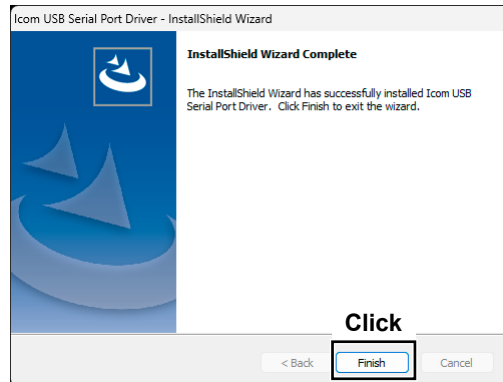 Icom USB Serial Port Driver - InstallShield Wizard
InstallShield Wizard Complete
The InstallShield Wizard has successfully installed Icom USB
Serial Port Driver. Click Finish to exit the wizard.
Click
< Back Finish Cancel